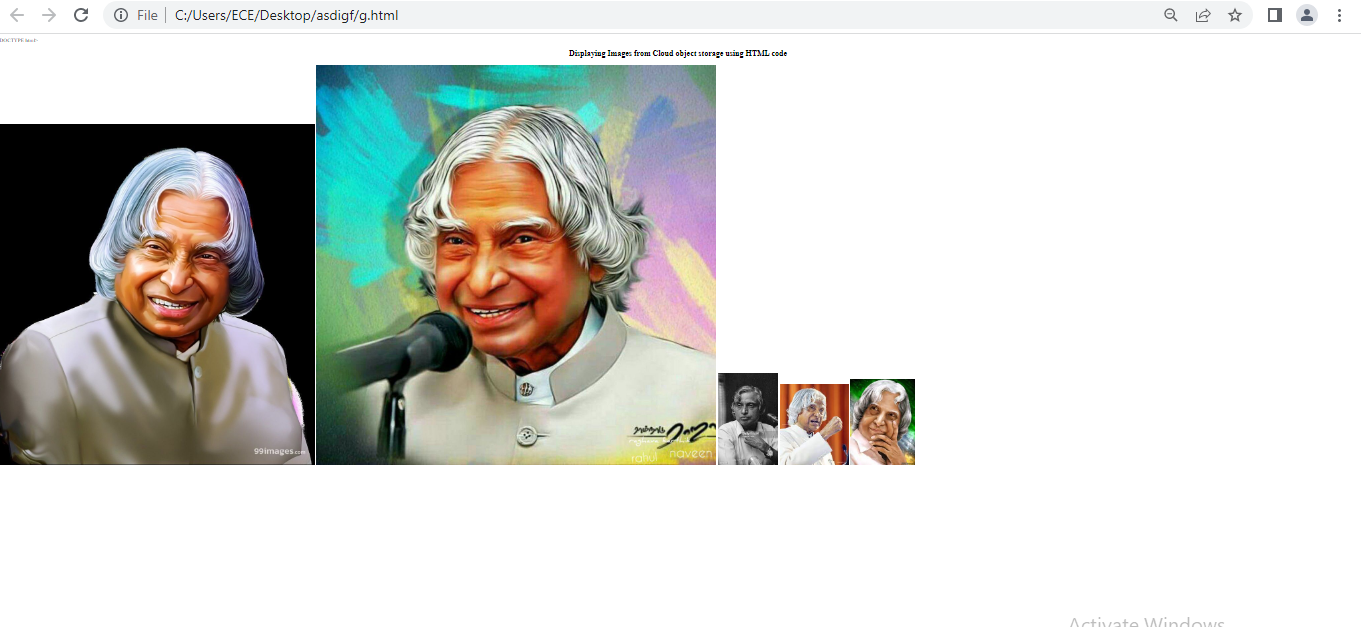 File C:/Users/ECE/Desktop/asdigf/g.html
DOCTYPE html>
Displaying Images from Cloud object storage using HTML code
99images.com
rahul naveen
Activate Windows